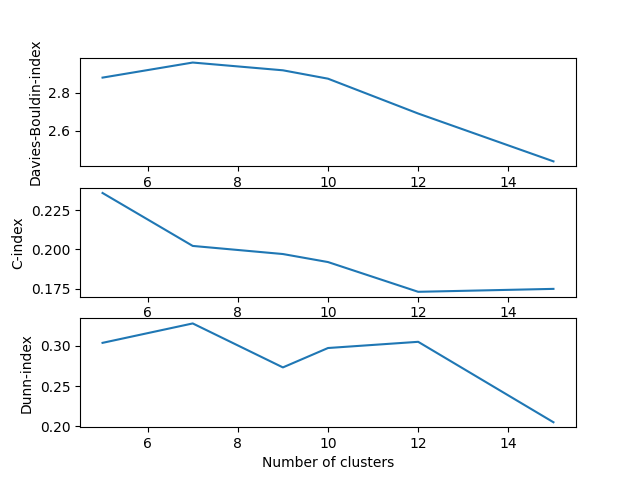 Davies-Bouldin-index
2.8
2.6
6 8 10 12 14
C-index
0.225
0.200
0.175
6 8 10 12 14
Dunn-index
0.30
0.25
0.20
6 8 10 12 14
Number of clusters